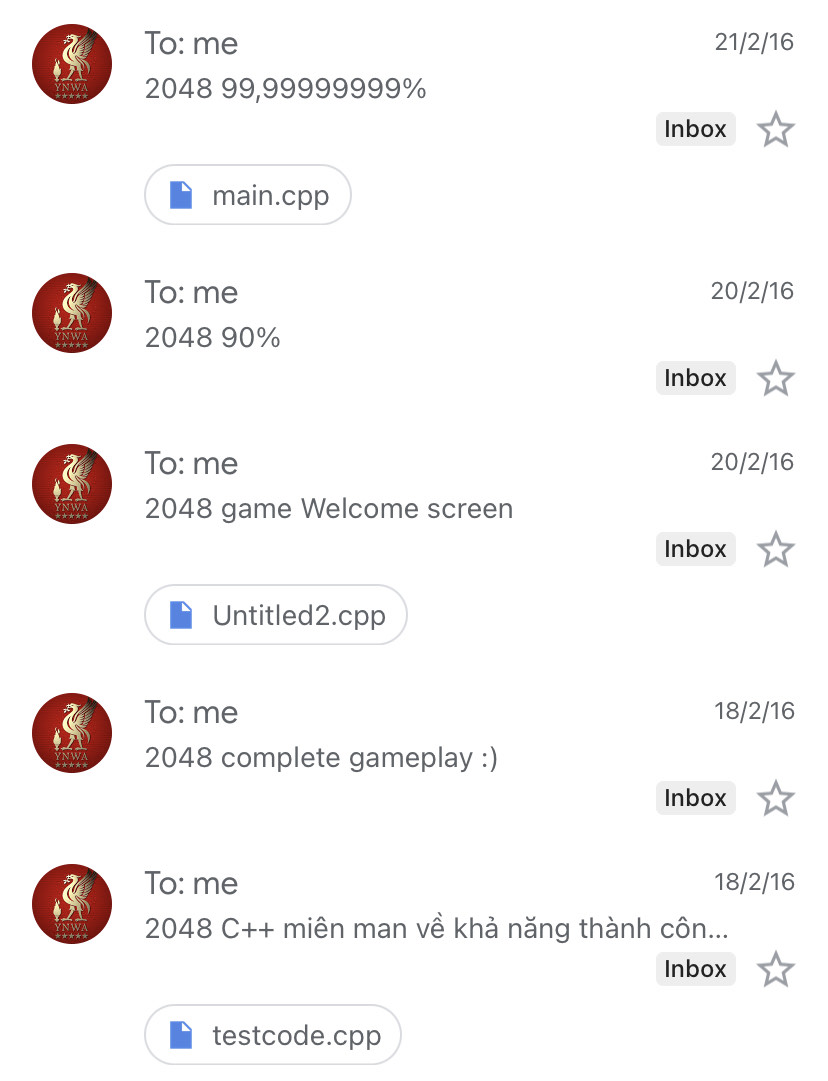 To: me
21/2/16
2048 99,99999999%
Inbox
main.cpp
To: me
20/2/16
2048 90%
Inbox
To: me
20/2/16
2048 game Welcome screen
Inbox
Untitled2.cpp
To: me
18/2/16
2048 complete gameplay :)
Inbox
To: me
18/2/16
2048 C++ miên man về khả năng thành côn...
Inbox
testcode.cpp
YNWA
YNWA
YNWA
YNWA
YNWA